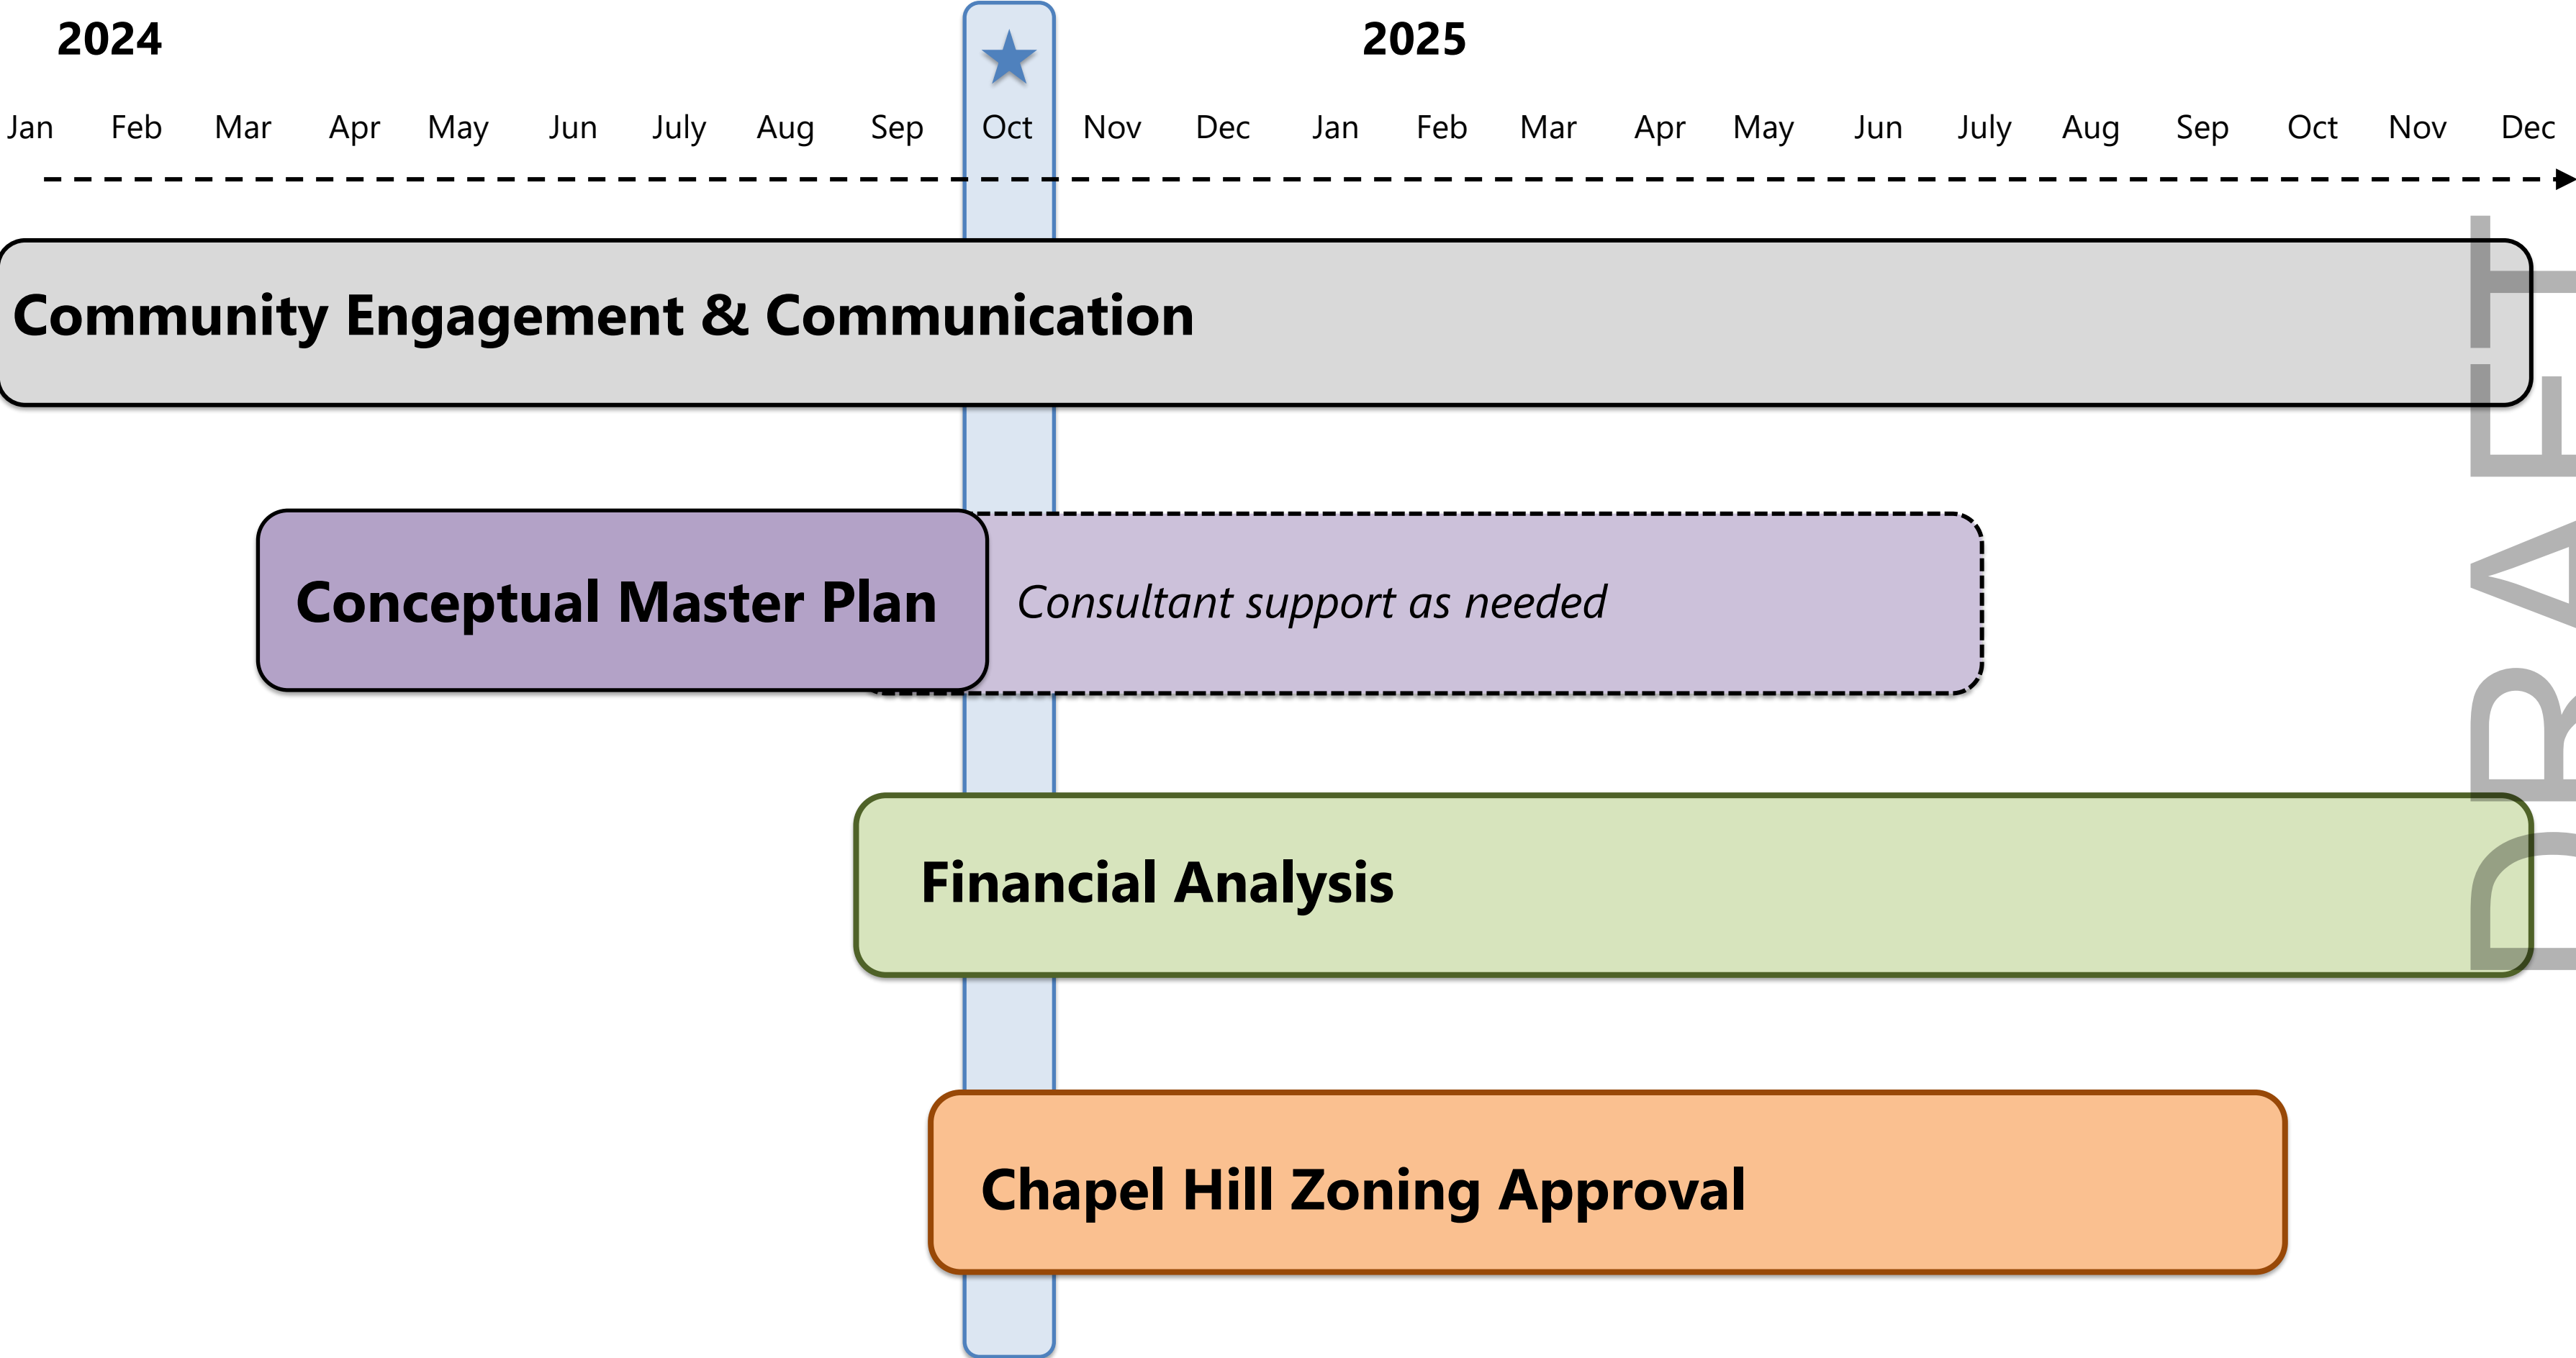 2024 2025
Jan Feb Mar Apr May Jun July Aug Sep Oct Nov Dec Jan Feb Mar Apr May Jun July Aug Sep Oct Nov Dec
Community Engagement & Communication
Conceptual Master Plan
Consultant support as needed
Financial Analysis
Chapel Hill Zoning Approval
DRAFT